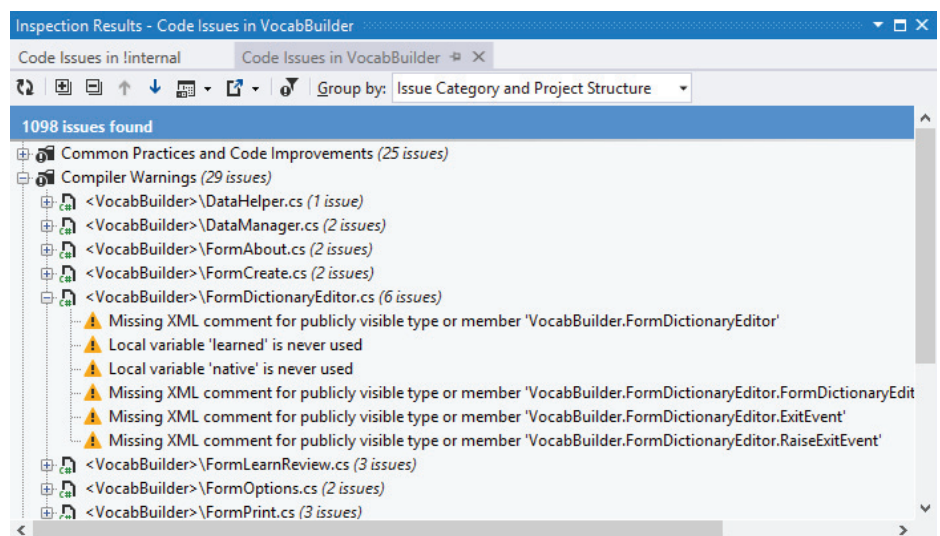 Inspection Results - Code Issues in VocabBuilder
Code Issues in !internal Code Issues in VocabBuilder
Group by: Issue Category and Project Structure
1098 issues found
Common Practices and Code Improvements (25 issues)
Compiler Warnings (29 issues)
<VocabBuilder>\DataHelper.cs (1 issue)
<VocabBuilder>\DataManager.cs (2 issues)
<VocabBuilder>\FormAbout.cs (2 issues)
<VocabBuilder>\FormCreate.cs (2 issues)
<VocabBuilder>\FormDictionaryEditor.cs (6 issues)
Missing XML comment for publicly visible type or member 'VocabBuilder.FormDictionaryEditor'
Local variable 'learned' is never used
Local variable 'native' is never used
Missing XML comment for publicly visible type or member 'VocabBuilder.FormDictionaryEditor.FormDictionaryEdit
Missing XML comment for publicly visible type or member 'VocabBuilder.FormDictionaryEditor.ExitEvent'
Missing XML comment for publicly visible type or member 'VocabBuilder.FormDictionaryEditor.RaiseExitEvent'
<VocabBuilder>\FormLearnReview.cs (3 issues)
<VocabBuilder>\FormOptions.cs (2 issues)
<VocabBuilder>\FormPrint.cs (3 issues)